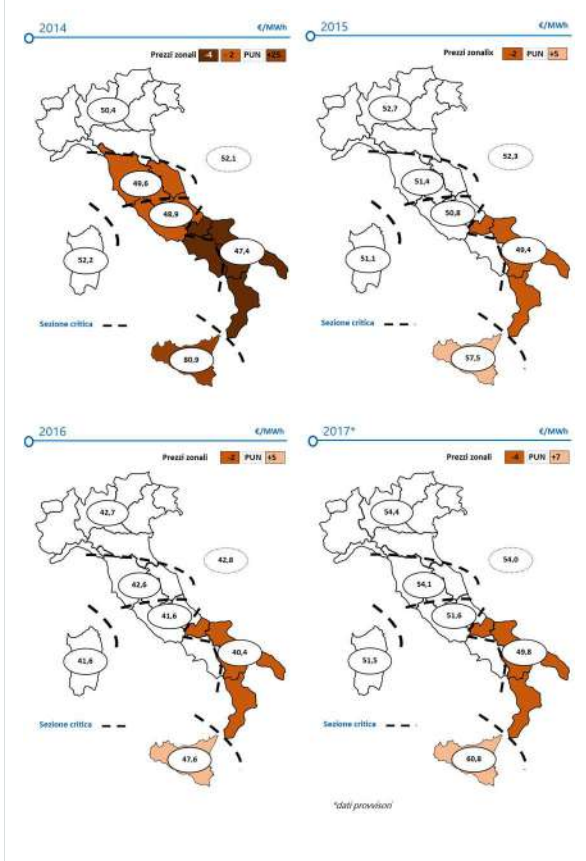 2014 €/MWh
Prezzi zonali -4 - 2 PUN +25
50,4
52,1
49,6
48,9
47,4
52,2
Sezione critica
80,9
2015 €/MWh
Prezzi zonalix -2 PUN +5
52,7
52,3
51,4
50,8
49,4
51,1
Sezione critica
57,5
2016 €/MWh
Prezzi zonali -2 PUN +5
42,7
42,8
42,6
41,6
40,4
41,6
Sezione critica
47,6
2017* €/MWh
Prezzi zonali -4 PUN +7
54,4
54,0
54,1
51,6
49,8
51,5
Sezione critica
60,8
*dati provvisori